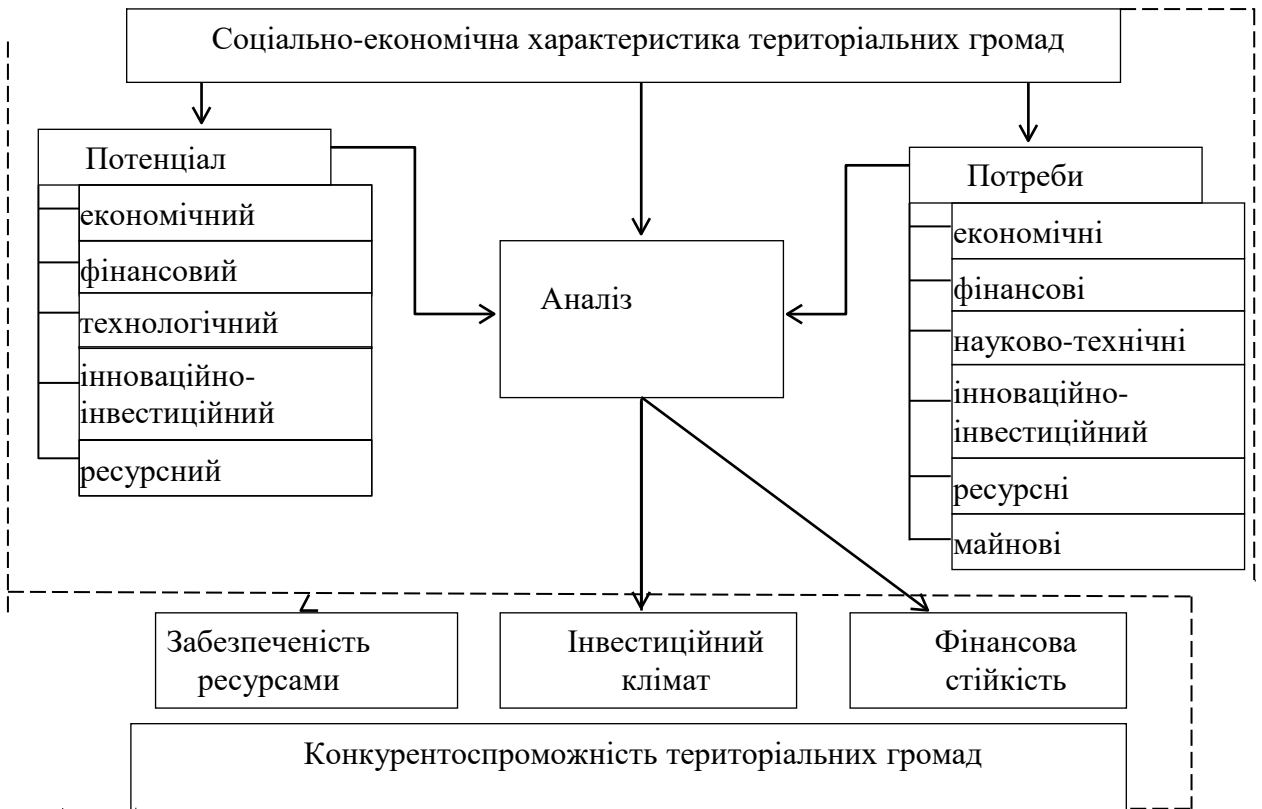 Соціально-економічна характеристика територіальних громад
Потенціал
економічний
фінансовий
технологічний
інноваційно-
інвестиційний
ресурсний
Аналіз
Потреби
економічні
фінансові
науково-технічні
інноваційно-
інвестиційний
ресурсні
майнові
Забезпеченість
ресурсами
Інвестиційний
клімат
Фінансова
стійкість
Конкурентоспроможність територіальних громад